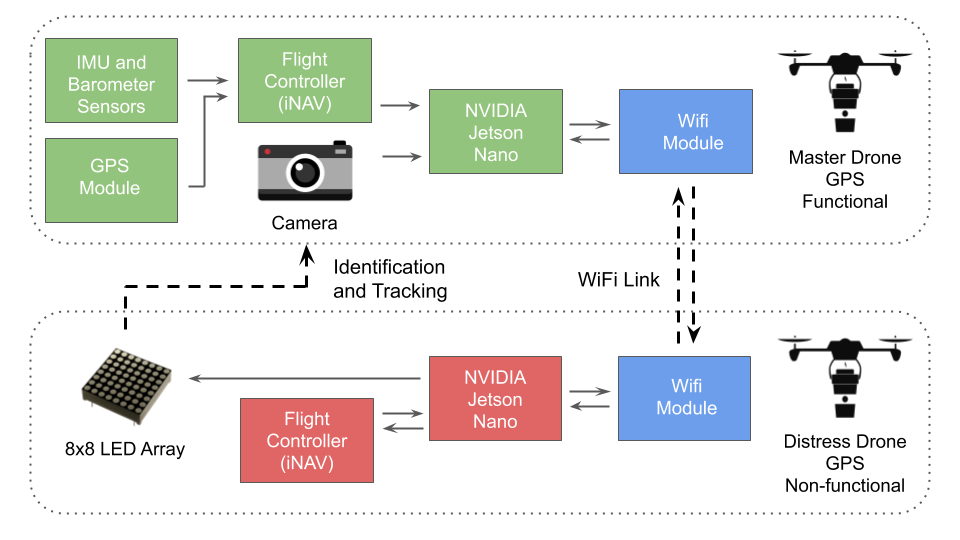 IMU and
Barometer
Sensors
Flight
Controller
(iNAV)
GPS
Module
Camera
NVIDIA
Jetson
Nano
Wifi
Module
Master Drone
GPS
Functional
Identification
and Tracking
WiFi Link
8x8 LED Array
Flight
Controller
(iNAV)
NVIDIA
Jetson
Nano
Wifi
Module
Distress Drone
GPS
Non-functional